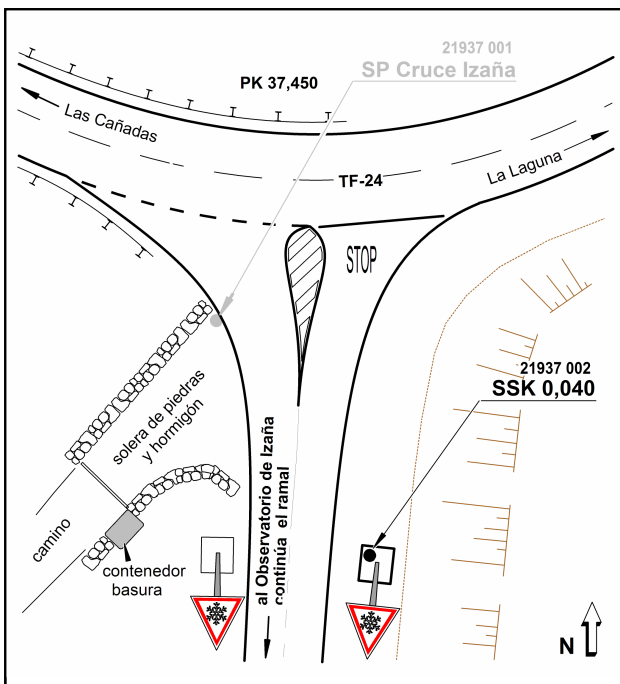 21937 001
SP Cruce Izaña
PK 37,450
Las Cañadas
La Laguna
TF-24
STOP
21937 002
SSK 0,040
solera de piedras
y hormigón
al Observatorio de Izaña
continúa el ramal
camino
contenedor
basura
N